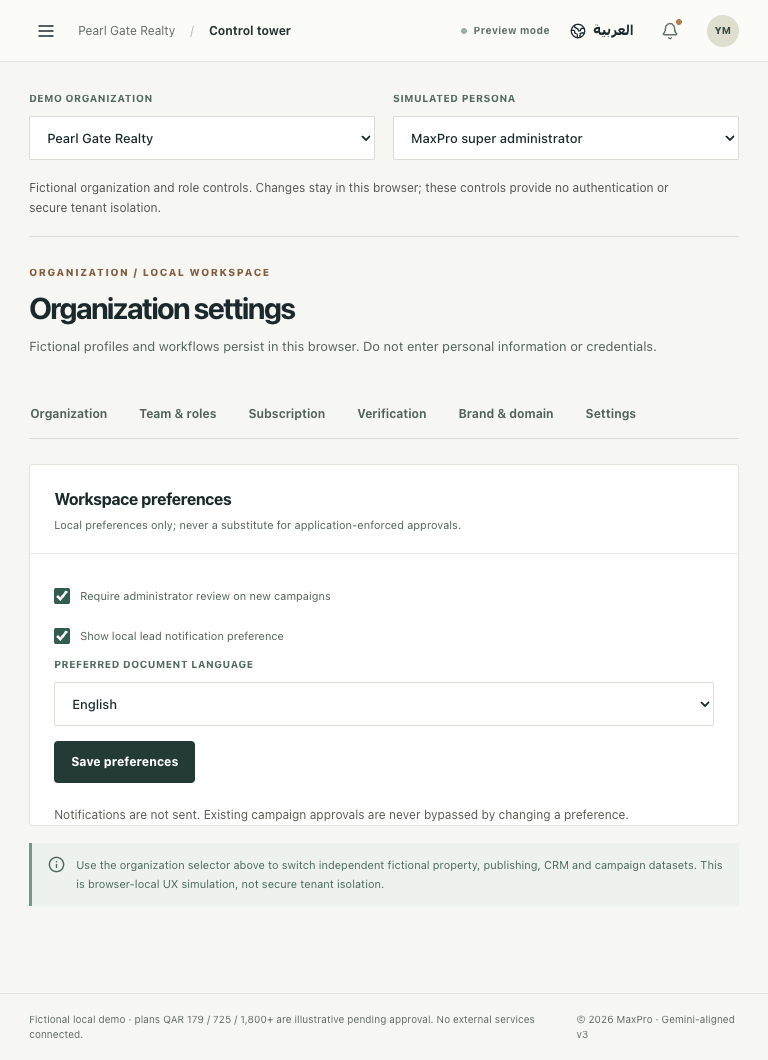 Pearl Gate Realty / Control tower
Preview mode
العربية
YM
DEMO ORGANIZATION
Pearl Gate Realty
SIMULATED PERSONA
MaxPro super administrator
Fictional organization and role controls. Changes stay in this browser; these controls provide no authentication or
secure tenant isolation.
ORGANIZATION / LOCAL WORKSPACE
Organization settings
Fictional profiles and workflows persist in this browser. Do not enter personal information or credentials.
Organization Team & roles Subscription Verification Brand & domain Settings
Workspace preferences
Local preferences only; never a substitute for application-enforced approvals.
Require administrator review on new campaigns
Show local lead notification preference
PREFERRED DOCUMENT LANGUAGE
English
Save preferences
Notifications are not sent. Existing campaign approvals are never bypassed by changing a preference.
Use the organization selector above to switch independent fictional property, publishing, CRM and campaign datasets. This
is browser-local UX simulation, not secure tenant isolation.
Fictional local demo · plans QAR 179 / 725 / 1,800+ are illustrative pending approval. No external services
connected.
© 2026 MaxPro · Gemini-aligned
v3